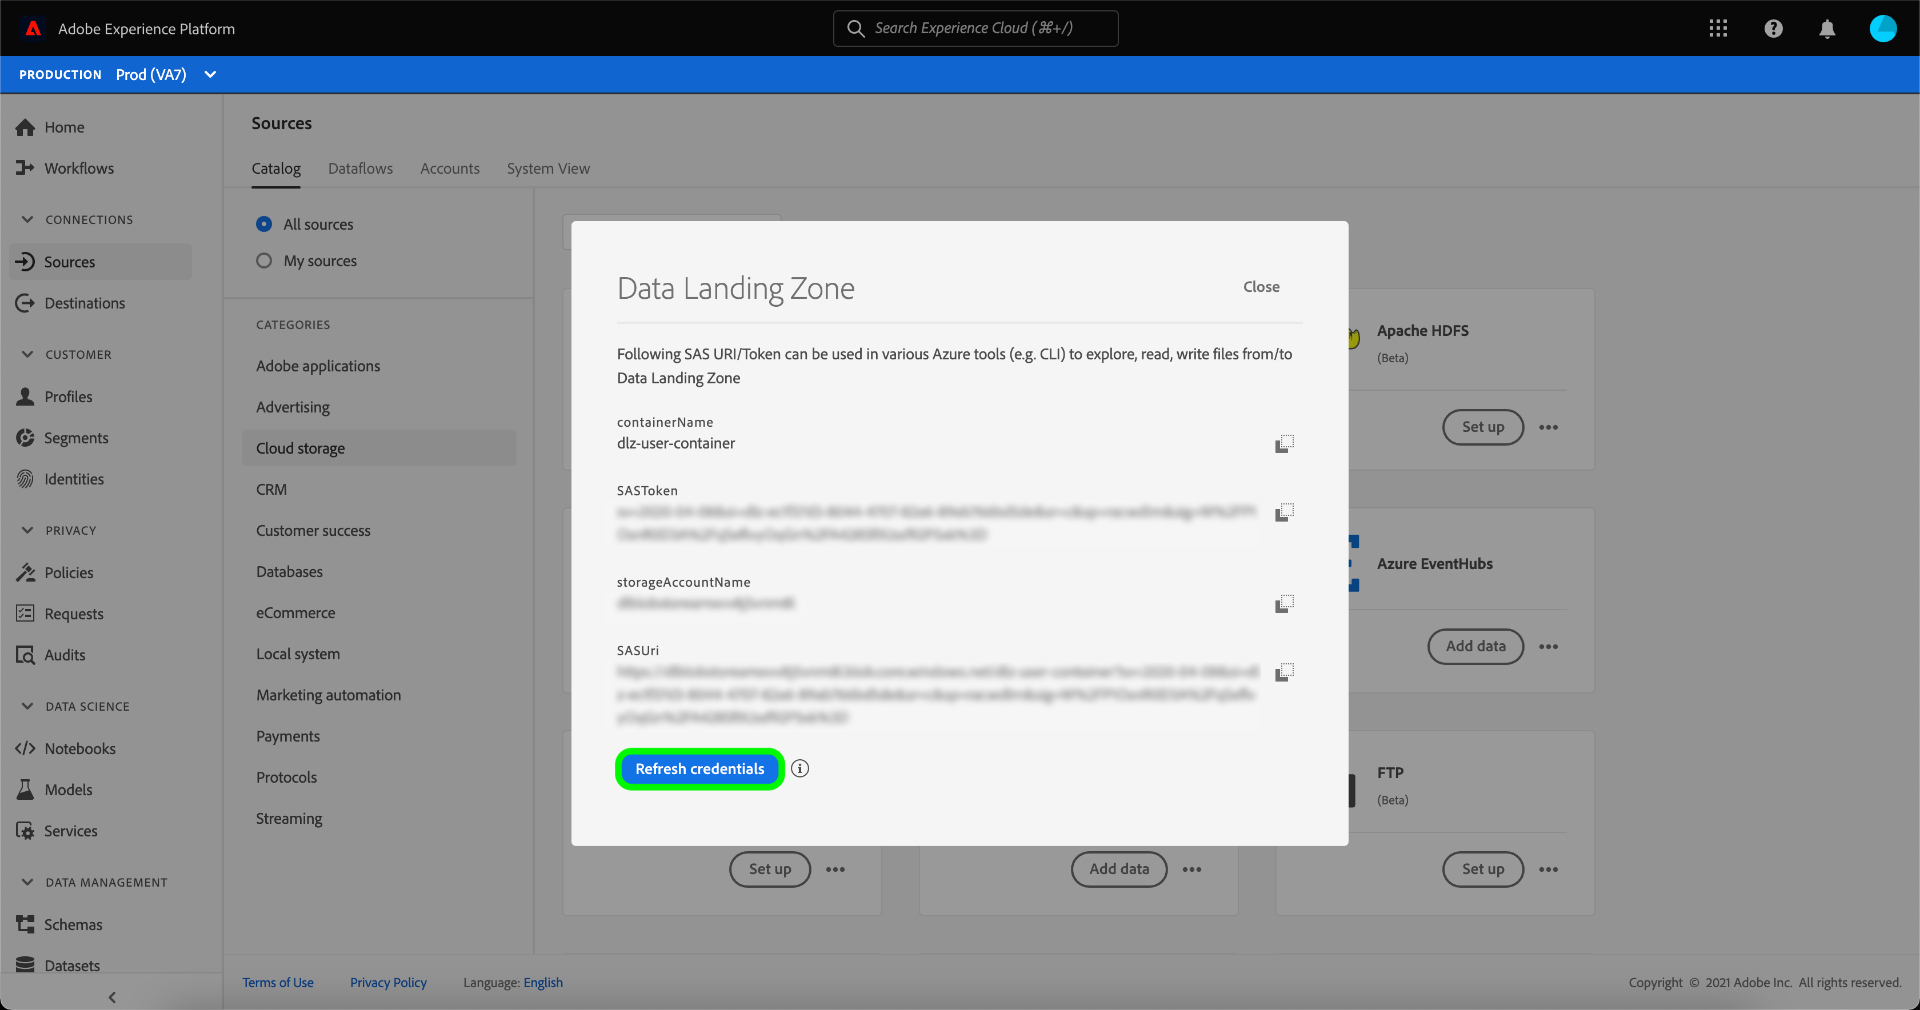 Adobe Experience Platform
Search Experience Cloud (⌘+/)
PRODUCTION Prod (VA7)
Home
Workflows
CONNECTIONS
Sources
Destinations
CUSTOMER
Profiles
Segments
Identities
PRIVACY
Policies
Requests
Audits
DATA SCIENCE
Notebooks
Models
Services
DATA MANAGEMENT
Schemas
Datasets
Sources
Catalog Dataflows Accounts System View
All sources
My sources
CATEGORIES
Adobe applications
Advertising
Cloud storage
CRM
Customer success
Databases
eCommerce
Local system
Marketing automation
Payments
Protocols
Streaming
Data Landing Zone
Close
Following SAS URI/Token can be used in various Azure tools (e.g. CLI) to explore, read, write files from/to
Data Landing Zone
containerName
dlz-user-container
SASToken
storageAccountName
SASUri
Refresh credentials
Apache HDFS
(Beta)
Set up
Azure EventHubs
Add data
FTP
(Beta)
Set up Add data Set up
Terms of Use Privacy Policy Language: English
Copyright © 2021 Adobe Inc. All rights reserved.